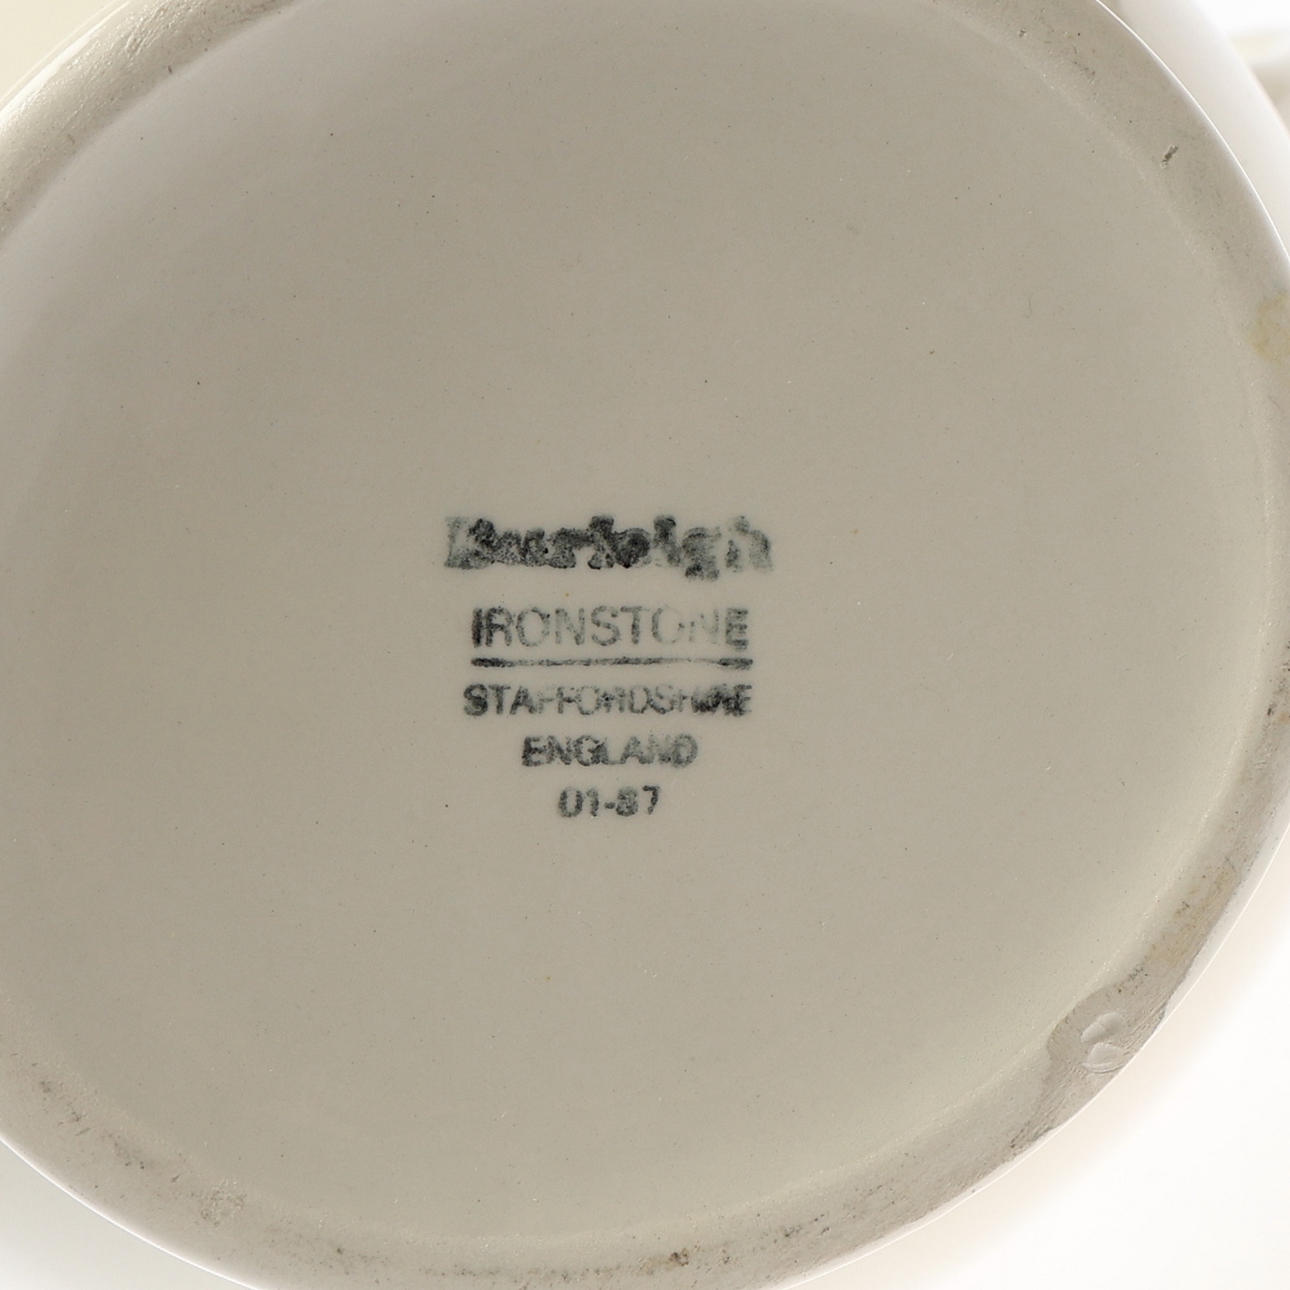 Burleigh
IRONSTONE
STAFFORDSHIRE
ENGLAND
01-87